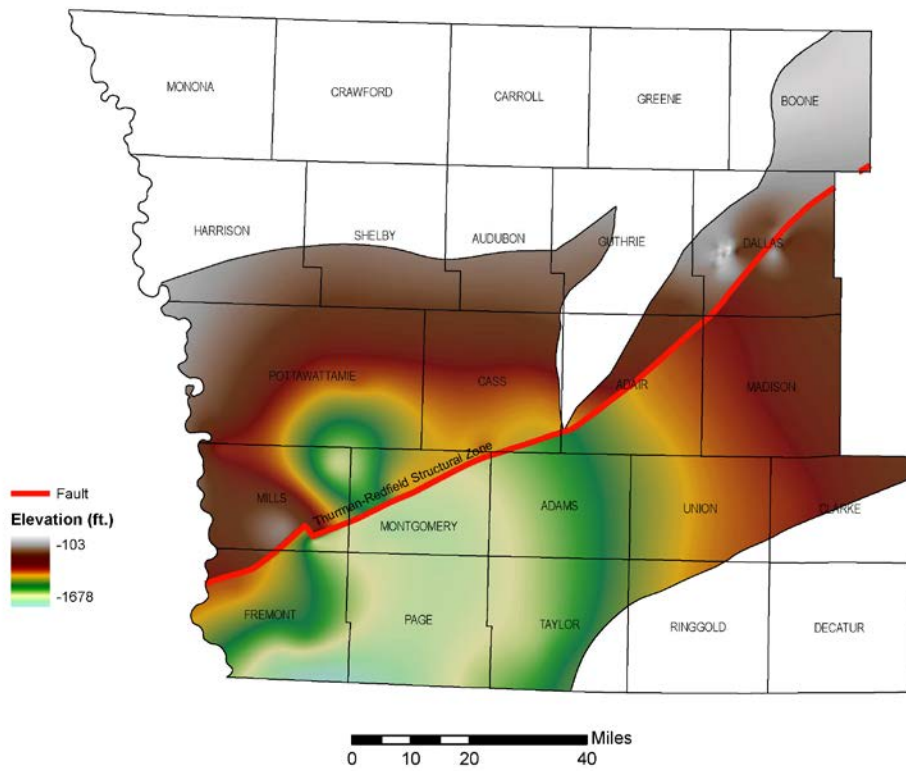 MONONA
CRAWFORD
CARROLL
GREENE
BOONE
HARRISON
SHELBY
AUDUBON
GUTHRIE
DALLAS
POTTAWATTAMIE
CASS
ADAIR
MADISON
Thurman-Redfield Structural Zone
MILLS
MONTGOMERY
ADAMS
UNION
CLARKE
FREMONT
PAGE
TAYLOR
RINGGOLD
DECATUR
Fault
Elevation (ft.)
-103
-1678
Miles
0 10 20 40